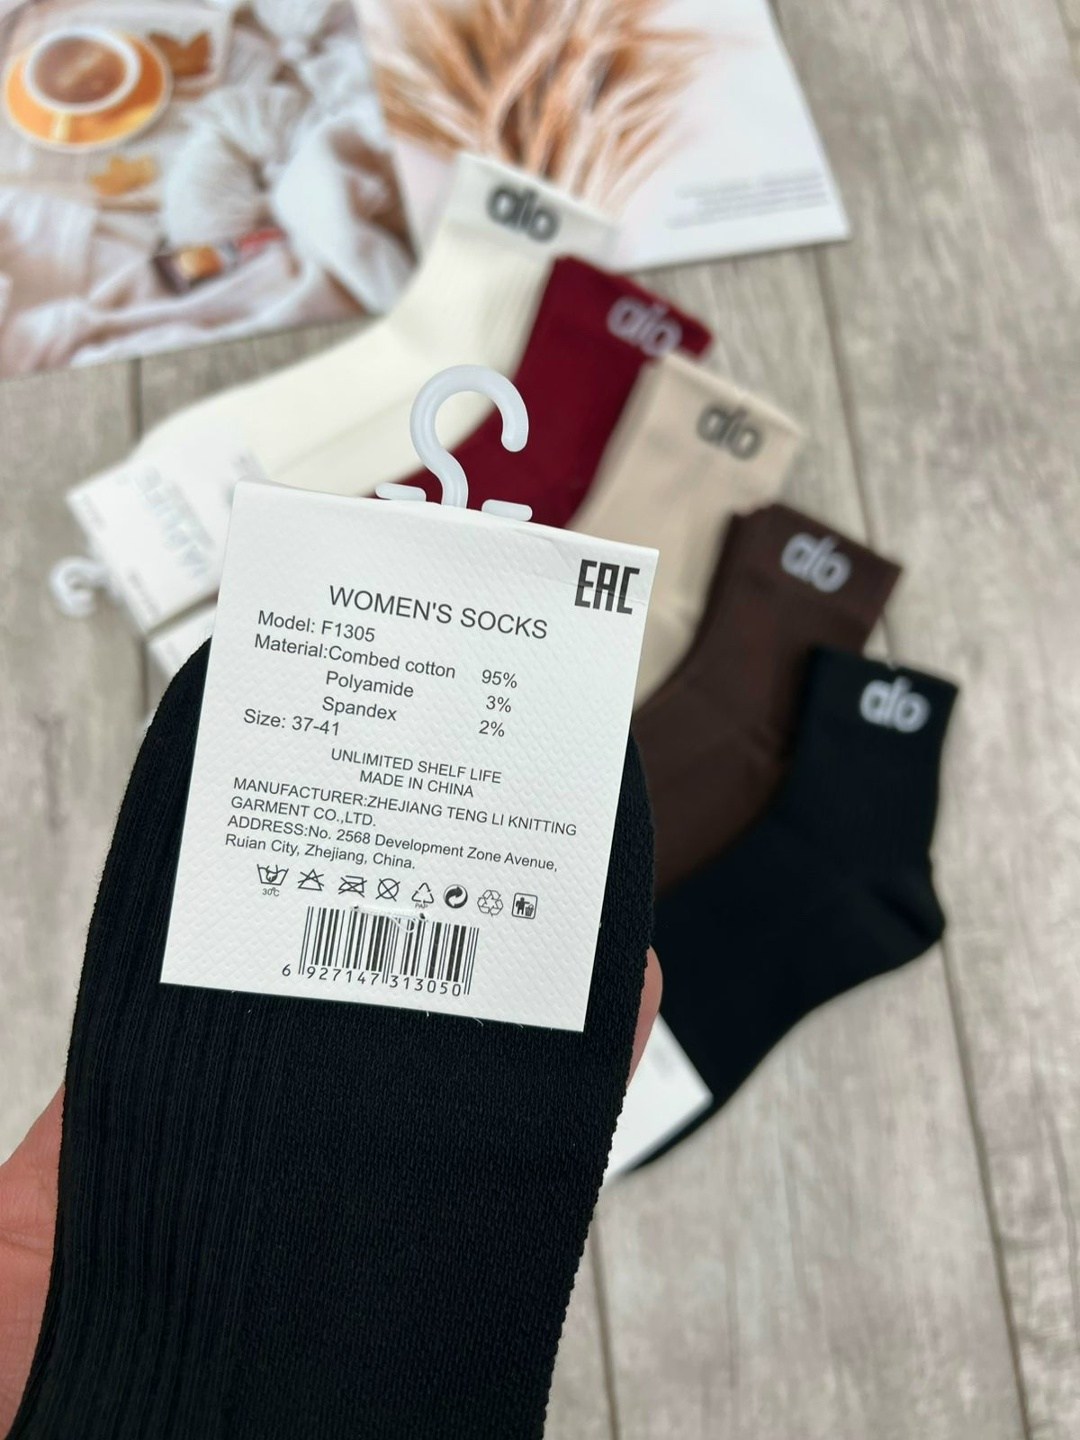 alo
alo
alo
alo
alo
EAC
WOMEN'S SOCKS
Model: F1305
Material:Combed cotton 95%
Polyamide 3%
Spandex 2%
Size: 37-41
UNLIMITED SHELF LIFE
MADE IN CHINA
MANUFACTURER:ZHEJIANG TENG LI KNITTING
GARMENT CO.,LTD.
ADDRESS:No. 2568 Development Zone Avenue,
Ruian City, Zhejiang, China.
30°C
PAP
6 927147 313050